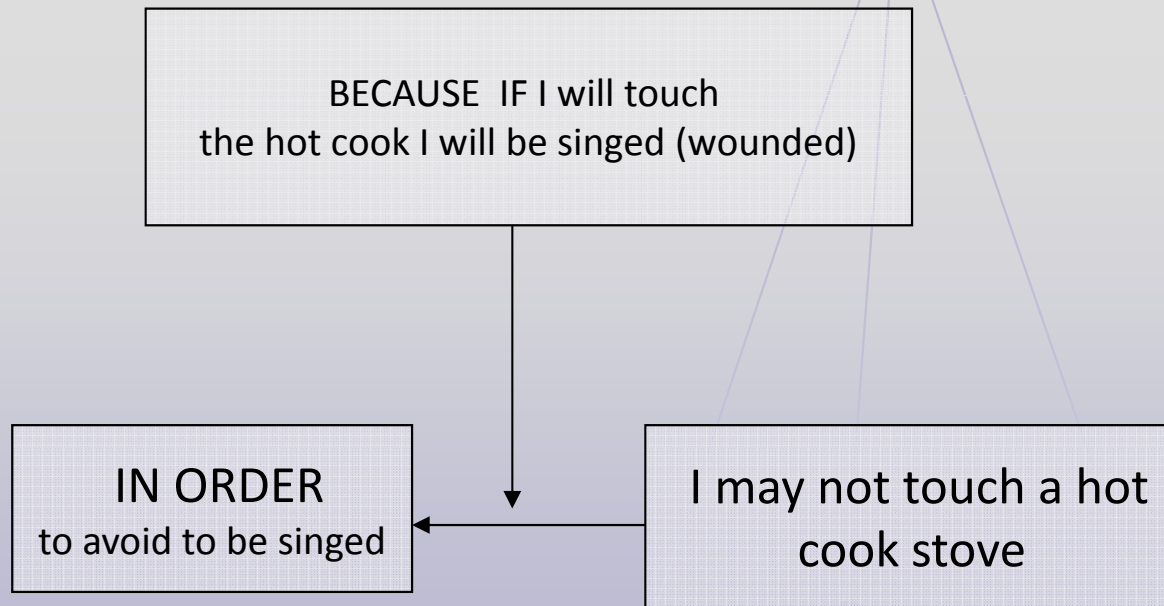 BECAUSE  IF I will touch
the hot cook I will be singed (wounded)
IN ORDER
to avoid to be singed
I may not touch a hot
cook stove